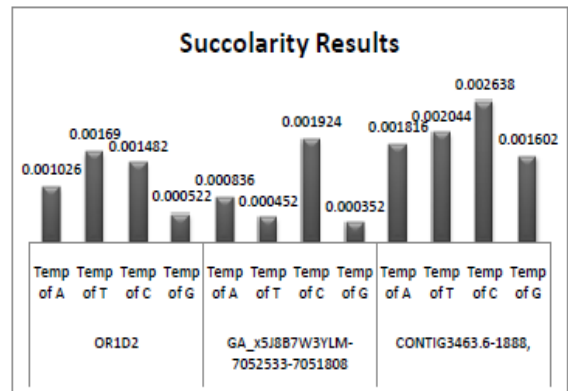 Succolarity Results
0.001026
0.00169
0.001482
0.000522
0.000836
0.000452
0.001924
0.000352
0.001816
0.002044
0.002638
0.001602
Temp of A
Temp of T
Temp of C
Temp of G
Temp of A
Temp of T
Temp of C
Temp of G
Temp of A
Temp of T
Temp of C
Temp of G
OR1D2
GA_x5J8B7W3YLM-
7052533-7051808
CONTIG3463.6-1888,